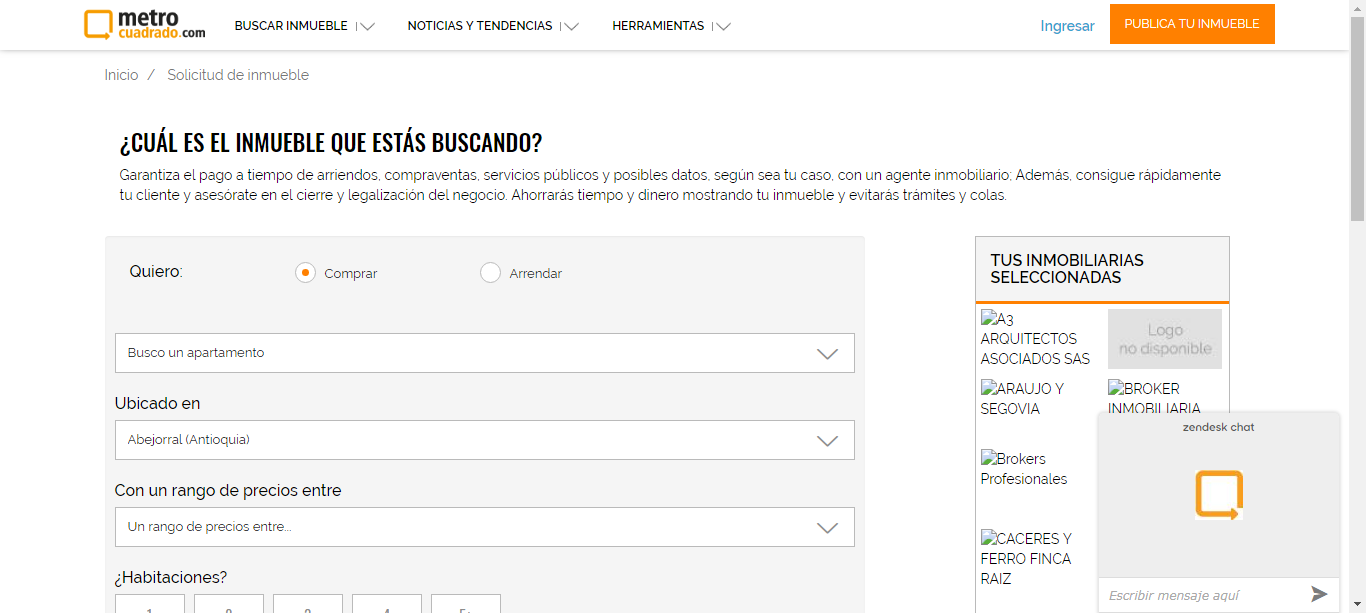 metro
cuadrado.com
BUSCAR INMUEBLE
NOTICIAS Y TENDENCIAS
HERRAMIENTAS
Ingresar
PUBLICA TU INMUEBLE
Inicio / Solicitud de inmueble
¿CUÁL ES EL INMUEBLE QUE ESTÁS BUSCANDO?
Garantiza el pago a tiempo de arriendos, compraventas, servicios públicos y posibles datos, según sea tu caso, con un agente inmobiliario; Además, consigue rápidamente
tu cliente y asesórate en el cierre y legalización del negocio. Ahorrarás tiempo y dinero mostrando tu inmueble y evitarás trámites y colas.
Quiero:
Comprar
Arrendar
Busco un apartamento
Ubicado en
Abejorral (Antioquia)
Con un rango de precios entre
Un rango de precios entre...
¿Habitaciones?
TUS INMOBILIARIAS
SELECCIONADAS
A3
ARQUITECTOS
ASOCIADOS SAS
Logo
no disponible
ARAUJO Y
SEGOVIA
BROKER
INMOBILIARIA
Brokers
Profesionales
CACERES Y
FERRO FINCA
RAIZ
zendesk chat
Escribir mensaje aquí